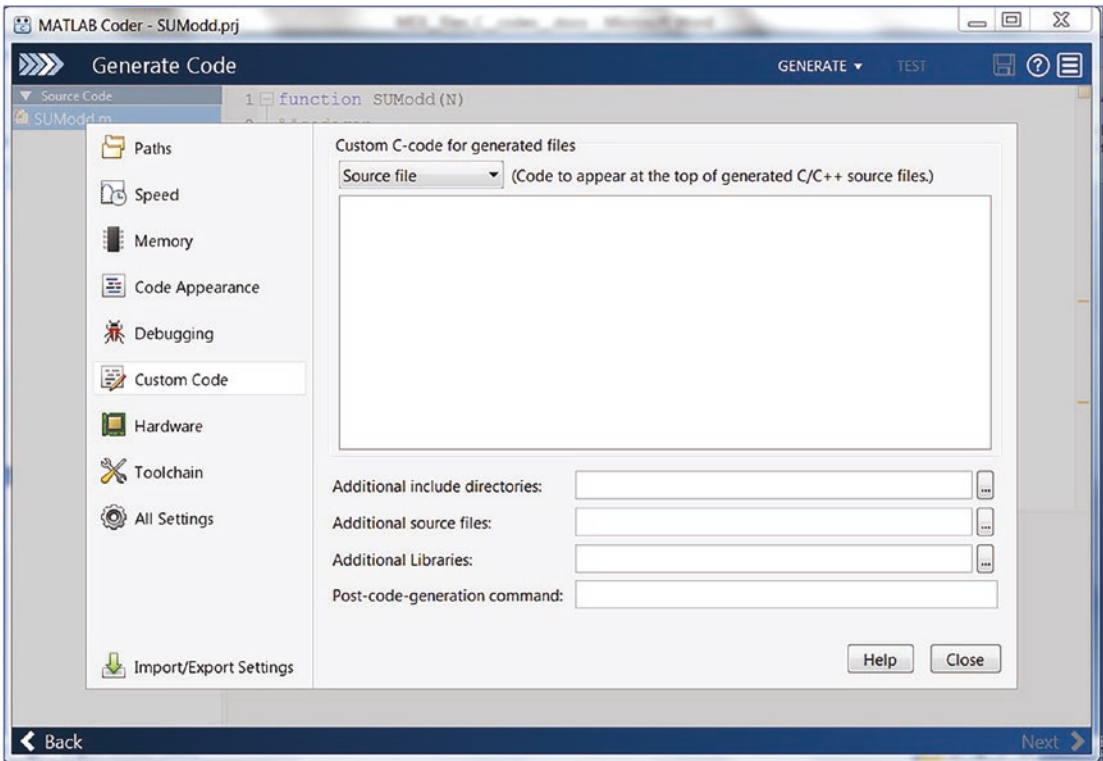 MATLAB Coder - SUModd.prj
Generate Code
GENERATE
TEST
Source Code
SUModd.m
1 function SUModd(N)
2
Paths
Speed
Memory
Code Appearance
Debugging
Custom Code
Hardware
Toolchain
All Settings
Import/Export Settings
Custom C-code for generated files
Source file (Code to appear at the top of generated C/C++ source files.)
Additional include directories: ...
Additional source files: ...
Additional Libraries: ...
Post-code-generation command:
Help Close
Back
Next